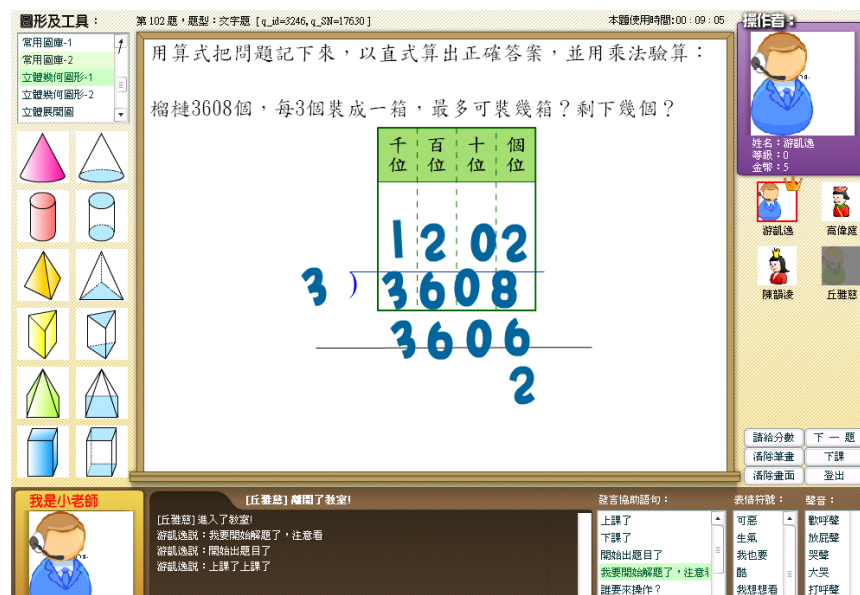 圖形及工具：
第 102 題，題型：文字題 [ q_id=3246, q_SN=17630 ]
本題使用時間:00：09：05
操作者：
常用圖庫-1
常用圖庫-2
立體幾何圖形-1
立體幾何圖形-2
立體展開圖
用算式把問題記下來，以直式算出正確答案，並用乘法驗算：
榴槤3608個，每3個裝成一箱，最多可裝幾箱？剩下幾個？
千位 百位 十位 個位
1 2 0 2
3 ) 3 6 0 8
3 6 0 6
2
姓名：游凱逸
等級：0
金幣：5
游凱逸 高偉庭
陳韻淩 丘雅慈
請給分數 下一題
清除筆畫 下課
清除畫面 登出
我是小老師
[丘雅慈] 離開了教室!
[丘雅慈] 進入了教室!
游凱逸說：我要開始解題了，注意看
游凱逸說：開始出題目了
游凱逸說：上課了上課了
發言協助語句：
上課了
下課了
開始出題目了
我要開始解題了，注意
誰要來操作？
表情符號：
可惡
生氣
我也要
酷
我想想看
聲音：
歡呼聲
放屁聲
哭聲
大哭
打呼聲